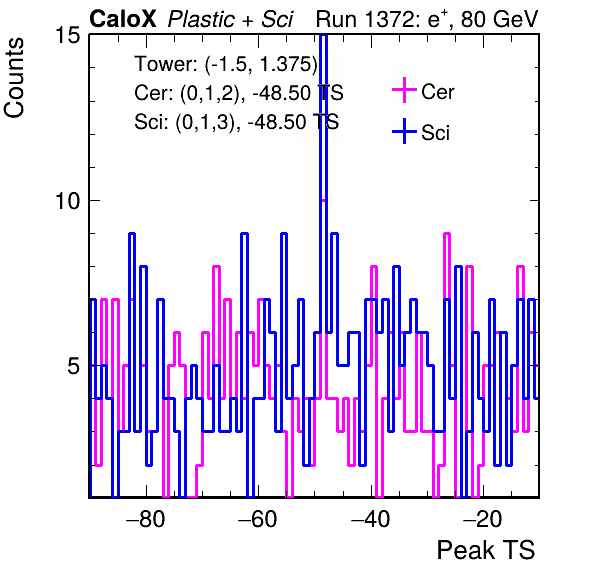 CaloX Plastic + Sci Run 1372: e+, 80 GeV
Counts
15
10
5
Tower: (-1.5, 1.375)
Cer: (0,1,2), -48.50 TS
Sci: (0,1,3), -48.50 TS
Cer
Sci
−80 −60 −40 −20
Peak TS